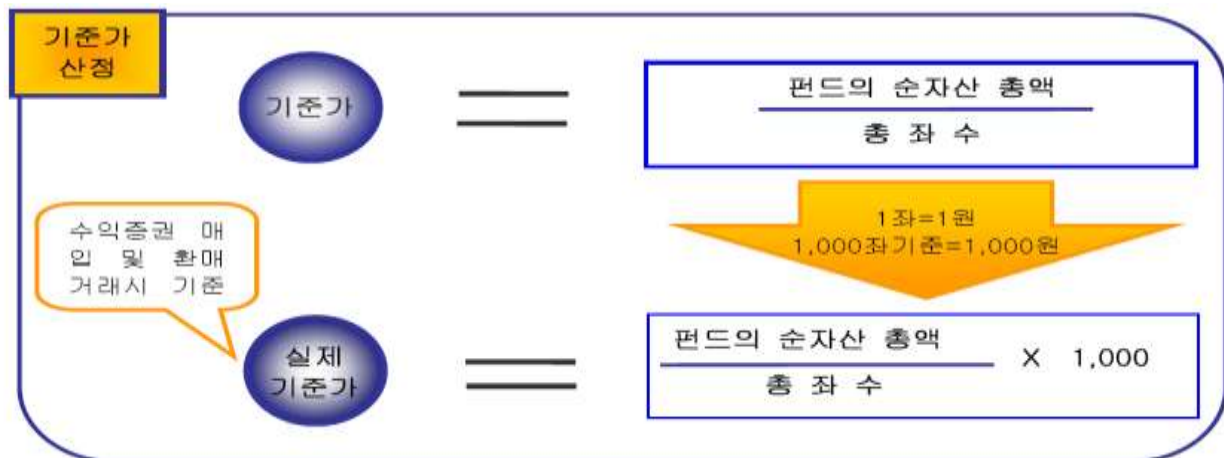 기준가
산정
기준가
펀드의 순자산 총액
총 좌 수
1좌=1원
1,000좌기준=1,000원
수익증권 매
입 및 환매
거래시 기준
실제
기준가
펀드의 순자산 총액
총 좌 수
X 1,000